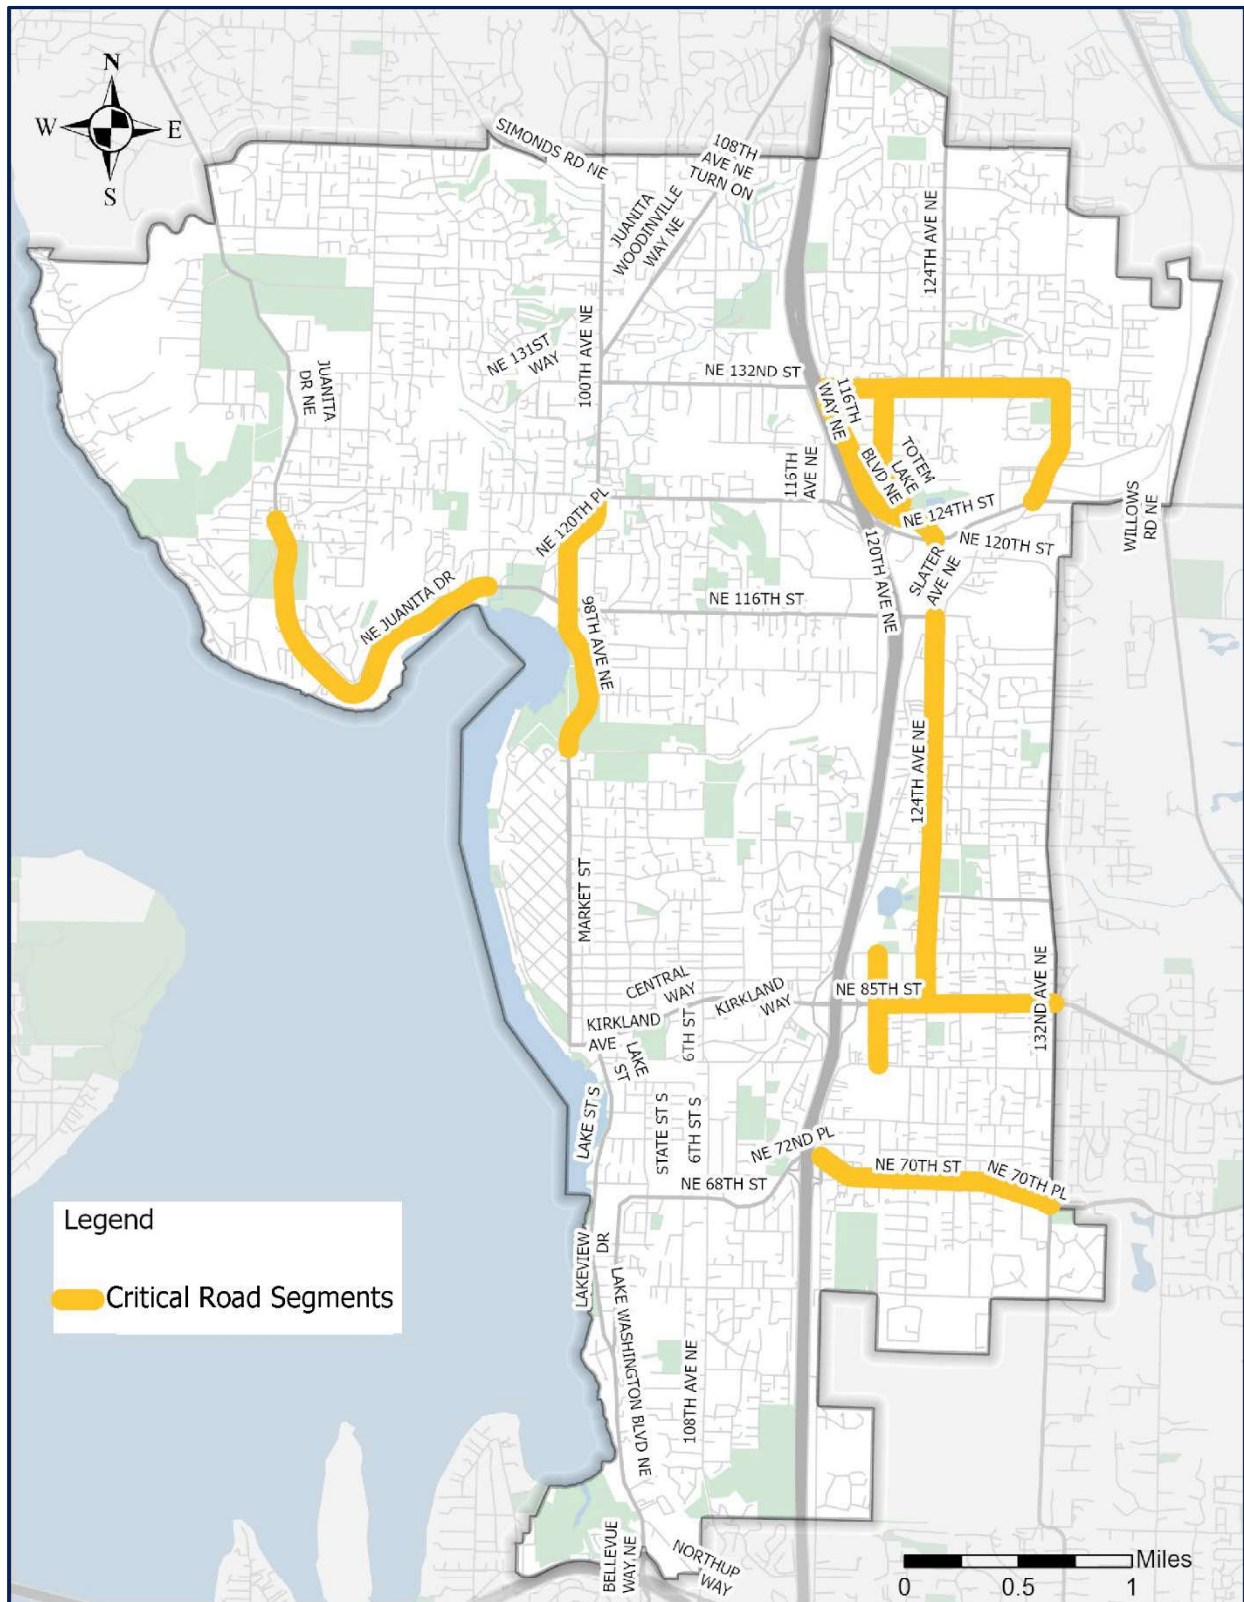 N
W
E
S
SIMONDS RD NE
108TH
AVE NE
TURN ON
JUANITA
WOODINVILLE
WAY NE
124TH AVE NE
NE 131ST
WAY
100TH AVE NE
JUANITA
DR NE
NE 132ND ST
116TH
WAY NE
TOTEM
LAKE
BLVD NE
116TH
AVE NE
NE 124TH ST
NE 120TH PL
NE 120TH ST
WILLOWS
RD NE
SLATER
AVE NE
120TH AVE NE
NE JUANITA DR
98TH AVE NE
NE 116TH ST
124TH AVE NE
MARKET ST
132ND AVE NE
CENTRAL
WAY
KIRKLAND
WAY
NE 85TH ST
KIRKLAND
AVE
LAKE
ST
6TH ST
LAKE ST S
STATE ST S
6TH ST S
NE 72ND PL
NE 70TH ST
NE 70TH PL
NE 68TH ST
Legend
Critical Road Segments
LAKEVIEW
DR
LAKE WASHINGTON BLVD NE
108TH AVE NE
BELLEVUE
WAY NE
NORTHUP
WAY
Miles
0
0.5
1